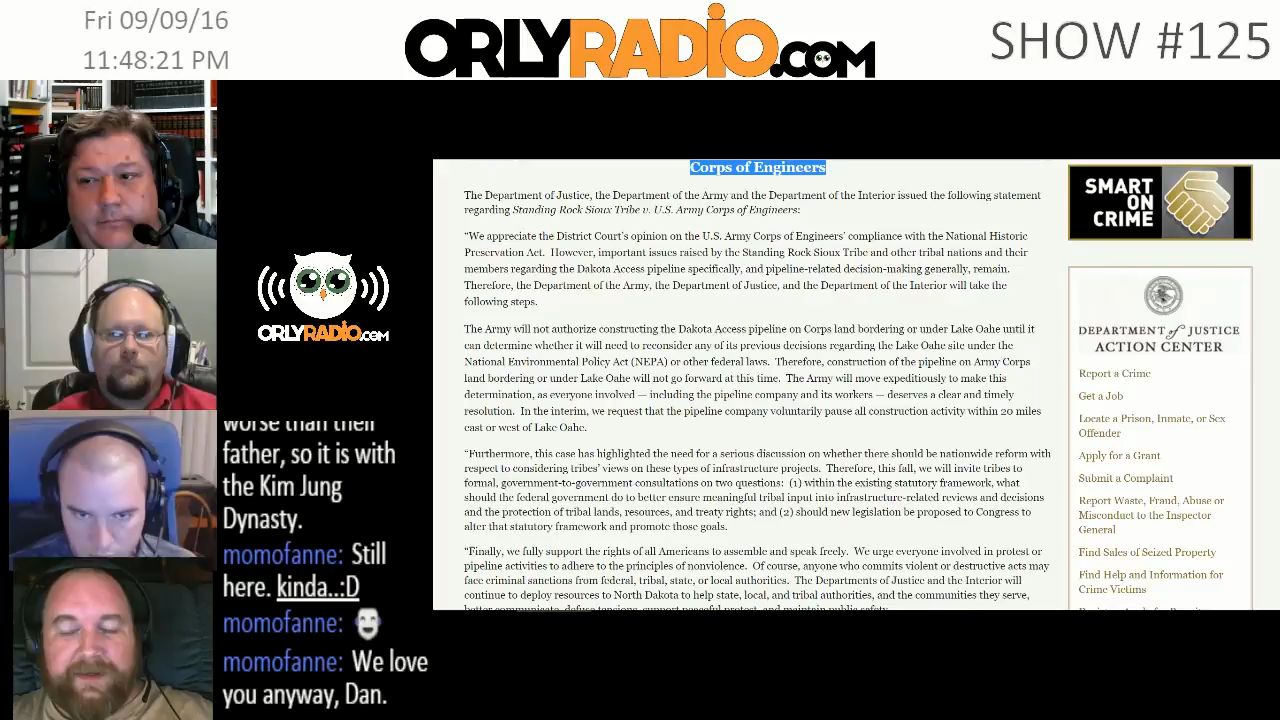 Fri 09/09/16
11:48:21 PM
ORLYRADIO.COM
SHOW #125
ORLYRADIO.COM
worse than their
father, so it is with
the Kim Jung
Dynasty.
momofanne: Still
here. kinda..:D
momofanne:
momofanne: We love
you anyway, Dan.
Corps of Engineers
The Department of Justice, the Department of the Army and the Department of the Interior issued the following statement
regarding Standing Rock Sioux Tribe v. U.S. Army Corps of Engineers:
“We appreciate the District Court’s opinion on the U.S. Army Corps of Engineers’ compliance with the National Historic
Preservation Act.  However, important issues raised by the Standing Rock Sioux Tribe and other tribal nations and their
members regarding the Dakota Access pipeline specifically, and pipeline-related decision-making generally, remain.
Therefore, the Department of the Army, the Department of Justice, and the Department of the Interior will take the
following steps.
The Army will not authorize constructing the Dakota Access pipeline on Corps land bordering or under Lake Oahe until it
can determine whether it will need to reconsider any of its previous decisions regarding the Lake Oahe site under the
National Environmental Policy Act (NEPA) or other federal laws.  Therefore, construction of the pipeline on Army Corps
land bordering or under Lake Oahe will not go forward at this time.  The Army will move expeditiously to make this
determination, as everyone involved — including the pipeline company and its workers — deserves a clear and timely
resolution.  In the interim, we request that the pipeline company voluntarily pause all construction activity within 20 miles
east or west of Lake Oahe.
“Furthermore, this case has highlighted the need for a serious discussion on whether there should be nationwide reform with
respect to considering tribes’ views on these types of infrastructure projects.  Therefore, this fall, we will invite tribes to
formal, government-to-government consultations on two questions:  (1) within the existing statutory framework, what
should the federal government do to better ensure meaningful tribal input into infrastructure-related reviews and decisions
and the protection of tribal lands, resources, and treaty rights; and (2) should new legislation be proposed to Congress to
alter that statutory framework and promote those goals.
“Finally, we fully support the rights of all Americans to assemble and speak freely.  We urge everyone involved in protest or
pipeline activities to adhere to the principles of nonviolence.  Of course, anyone who commits violent or destructive acts may
face criminal sanctions from federal, tribal, state, or local authorities.  The Departments of Justice and the Interior will
continue to deploy resources to North Dakota to help state, local, and tribal authorities, and the communities they serve,
better communicate, defuse tensions, support peaceful protest, and maintain public safety.
SMART
ON
CRIME
DEPARTMENT of JUSTICE
ACTION CENTER
Report a Crime
Get a Job
Locate a Prison, Inmate, or Sex
Offender
Apply for a Grant
Submit a Complaint
Report Waste, Fraud, Abuse or
Misconduct to the Inspector
General
Find Sales of Seized Property
Find Help and Information for
Crime Victims